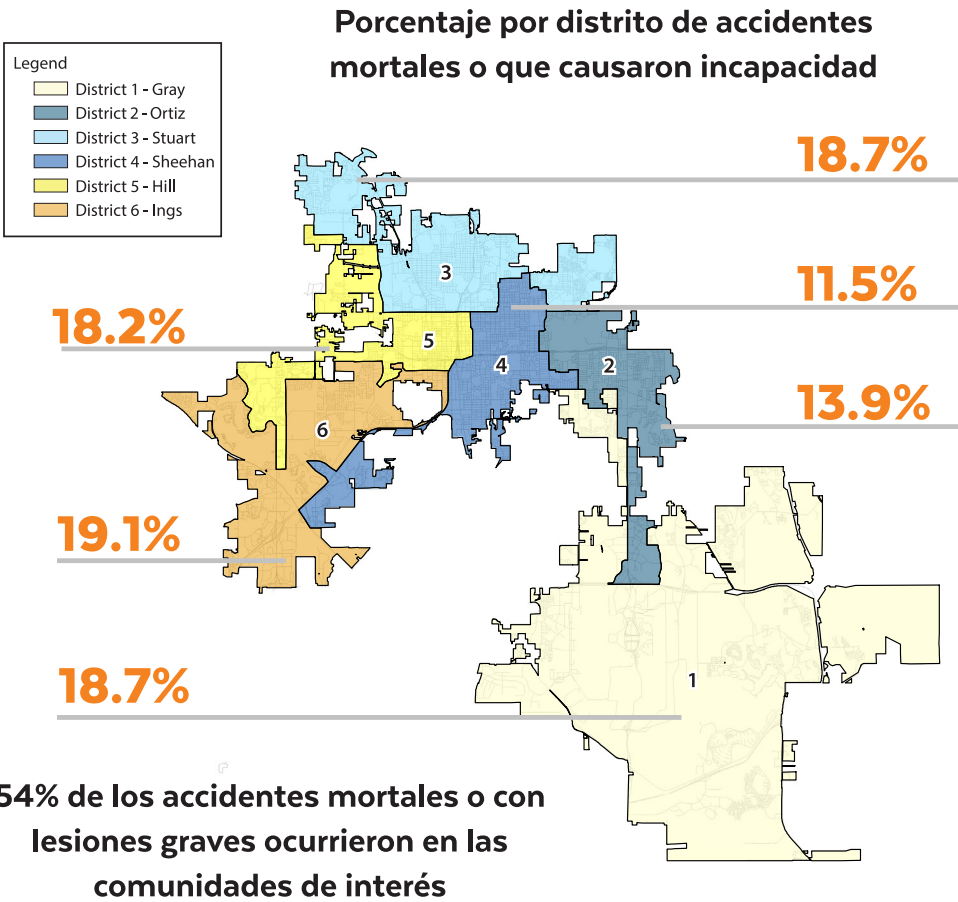 Porcentaje por distrito de accidentes
mortales o que causaron incapacidad
Legend
District 1 - Gray
District 2 - Ortiz
District 3 - Stuart
District 4 - Sheehan
District 5 - Hill
District 6 - Ings
18.7%
3
11.5%
18.2%
5
4
2
13.9%
6
19.1%
18.7%
1
54% de los accidentes mortales o con
lesiones graves ocurrieron en las
comunidades de interés